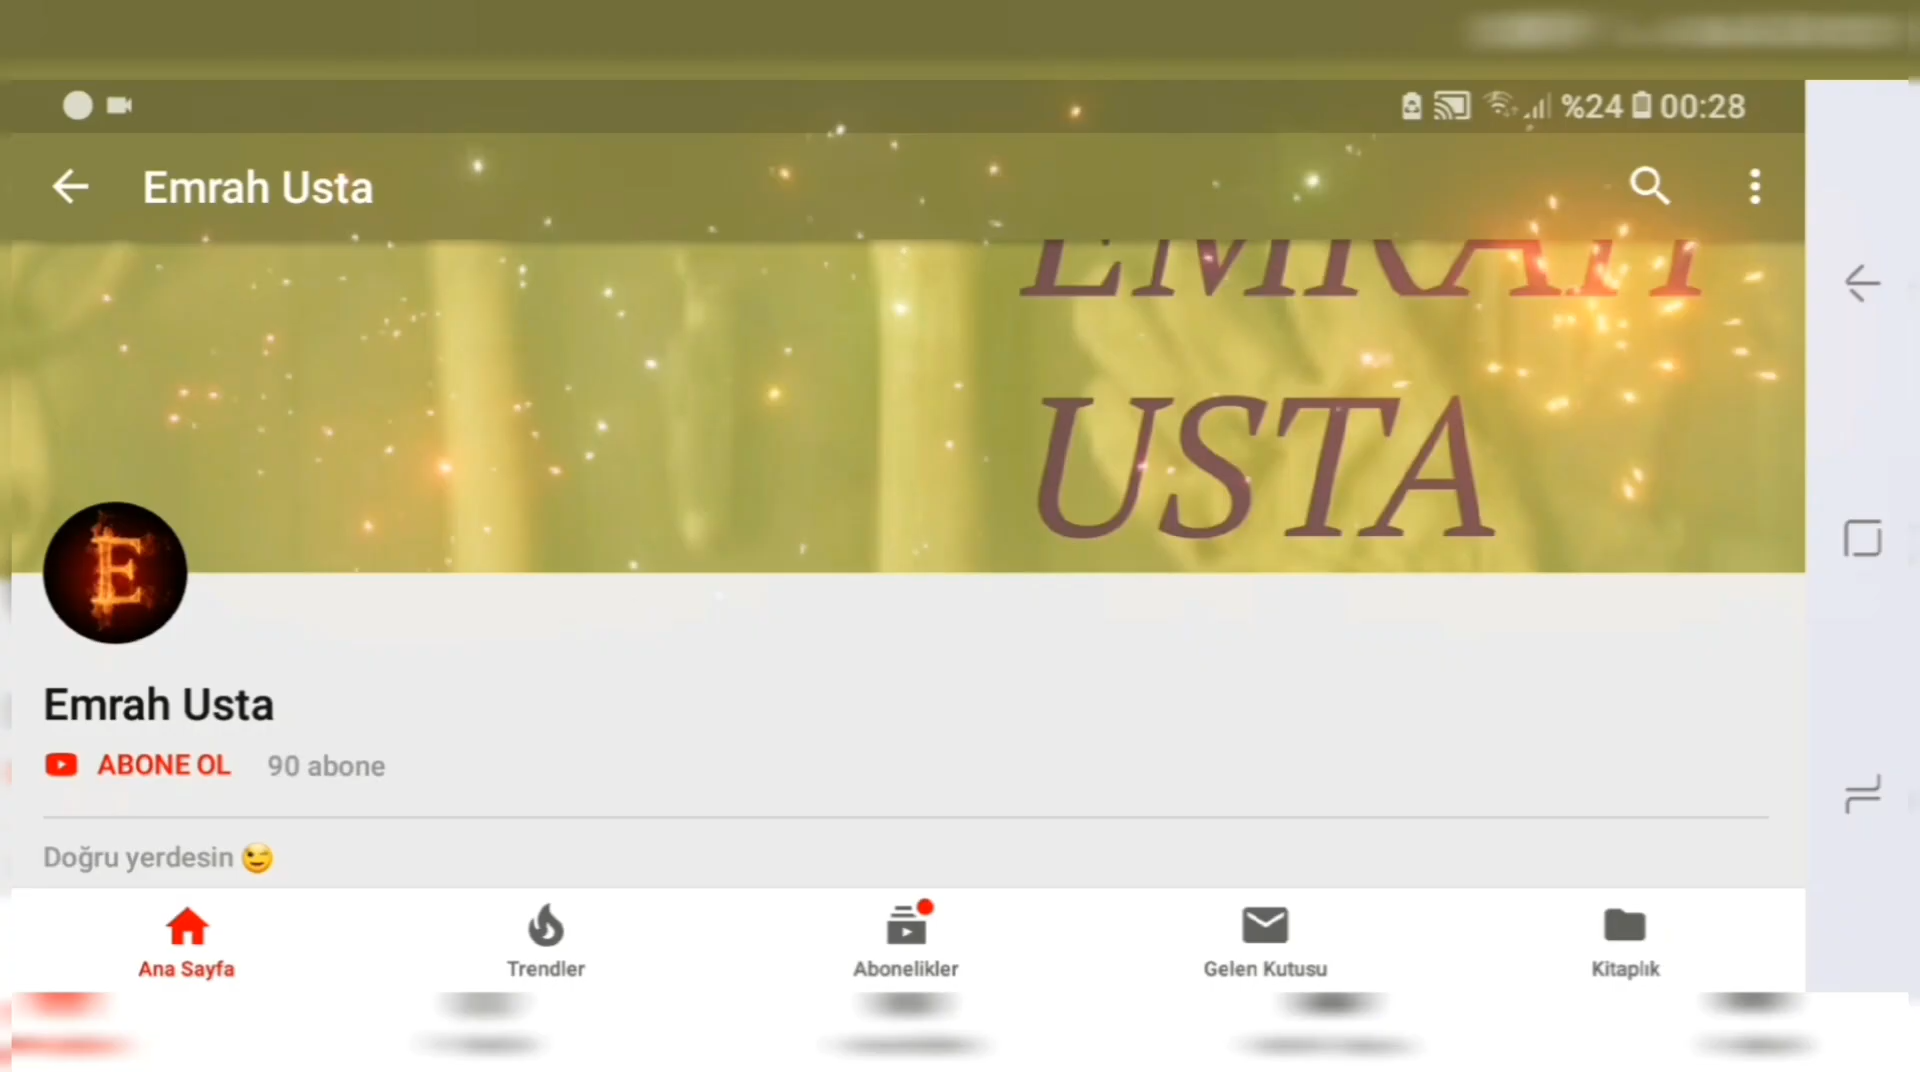 %24 00:28
Emrah Usta
EMRAH
USTA
E
Emrah Usta
ABONE OL 90 abone
Doğru yerdesin 😉
Ana Sayfa Trendler Abonelikler Gelen Kutusu Kitaplık